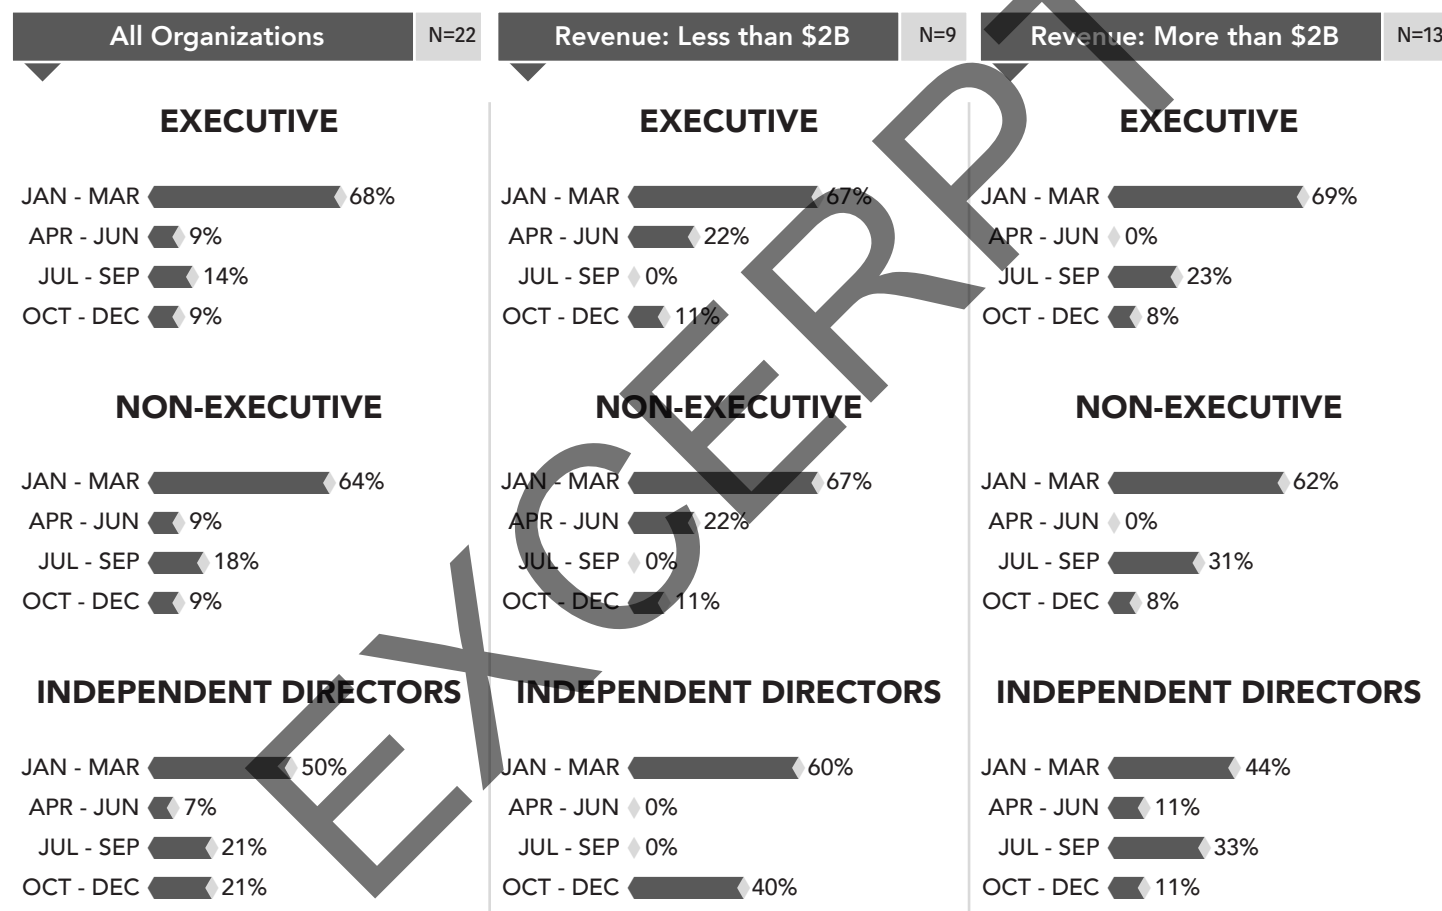 All Organizations N=22
EXECUTIVE
JAN - MAR 68%
APR - JUN 9%
JUL - SEP 14%
OCT - DEC 9%
NON-EXECUTIVE
JAN - MAR 64%
APR - JUN 9%
JUL - SEP 18%
OCT - DEC 9%
INDEPENDENT DIRECTORS
JAN - MAR 50%
APR - JUN 7%
JUL - SEP 21%
OCT - DEC 21%
Revenue: Less than $2B N=9
EXECUTIVE
JAN - MAR 67%
APR - JUN 22%
JUL - SEP 0%
OCT - DEC 11%
NON-EXECUTIVE
JAN - MAR 67%
APR - JUN 22%
JUL - SEP 0%
OCT - DEC 11%
INDEPENDENT DIRECTORS
JAN - MAR 60%
APR - JUN 0%
JUL - SEP 0%
OCT - DEC 40%
Revenue: More than $2B N=13
EXECUTIVE
JAN - MAR 69%
APR - JUN 0%
JUL - SEP 23%
OCT - DEC 8%
NON-EXECUTIVE
JAN - MAR 62%
APR - JUN 0%
JUL - SEP 31%
OCT - DEC 8%
INDEPENDENT DIRECTORS
JAN - MAR 44%
APR - JUN 11%
JUL - SEP 33%
OCT - DEC 11%
EXCERPT